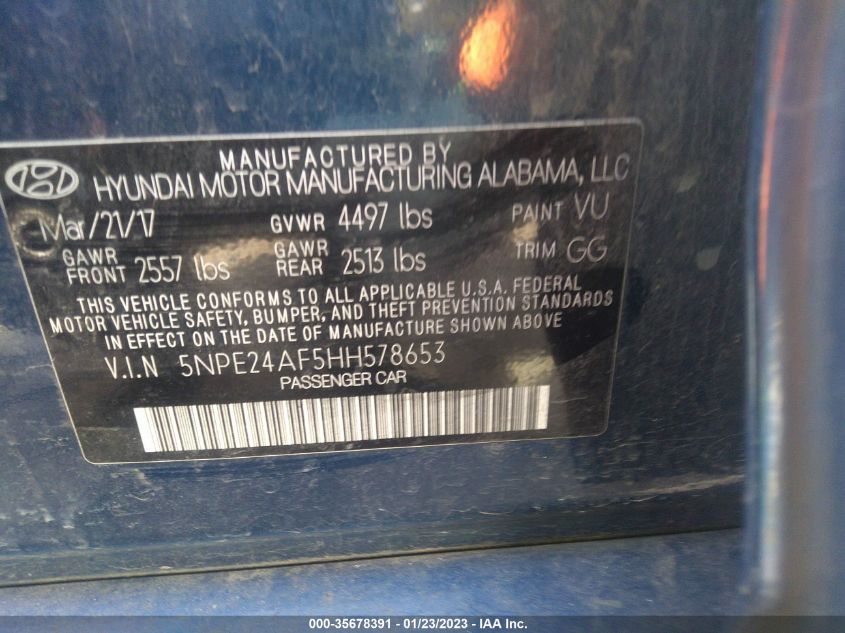 MANUFACTURED BY
HYUNDAI MOTOR MANUFACTURING ALABAMA, LLC
Mar/21/17 GVWR 4497 lbs PAINT VU
GAWR FRONT 2557 lbs GAWR REAR 2513 lbs TRIM GG
THIS VEHICLE CONFORMS TO ALL APPLICABLE U.S.A. FEDERAL
MOTOR VEHICLE SAFETY, BUMPER, AND THEFT PREVENTION STANDARDS
IN EFFECT ON THE DATE OF MANUFACTURE SHOWN ABOVE.
V.I.N 5NPE24AF5HH578653
PASSENGER CAR
000-35678391 - 01/23/2023 - IAA Inc.